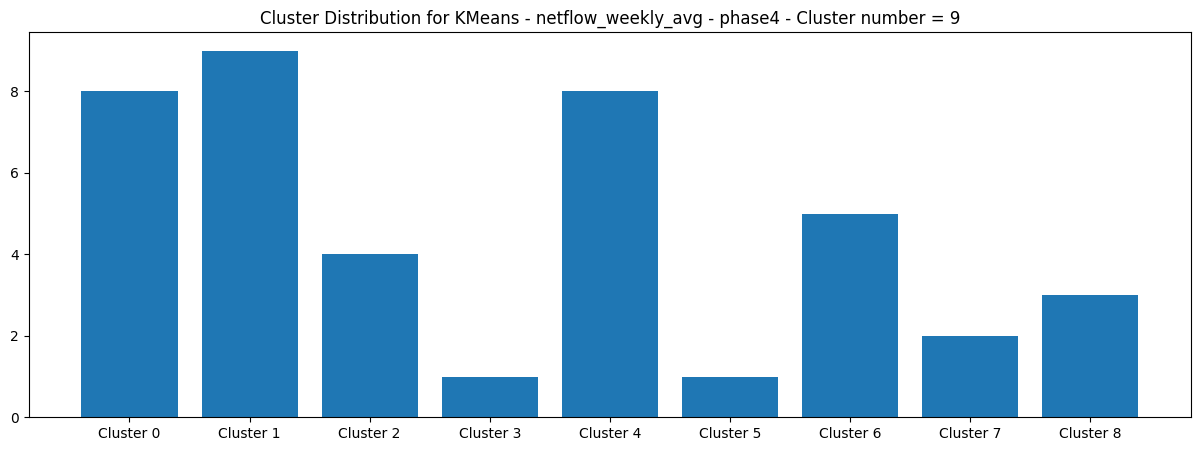 Cluster Distribution for KMeans - netflow_weekly_avg - phase4 - Cluster number = 9
8
6
4
2
0
Cluster 0 Cluster 1 Cluster 2 Cluster 3 Cluster 4 Cluster 5 Cluster 6 Cluster 7 Cluster 8